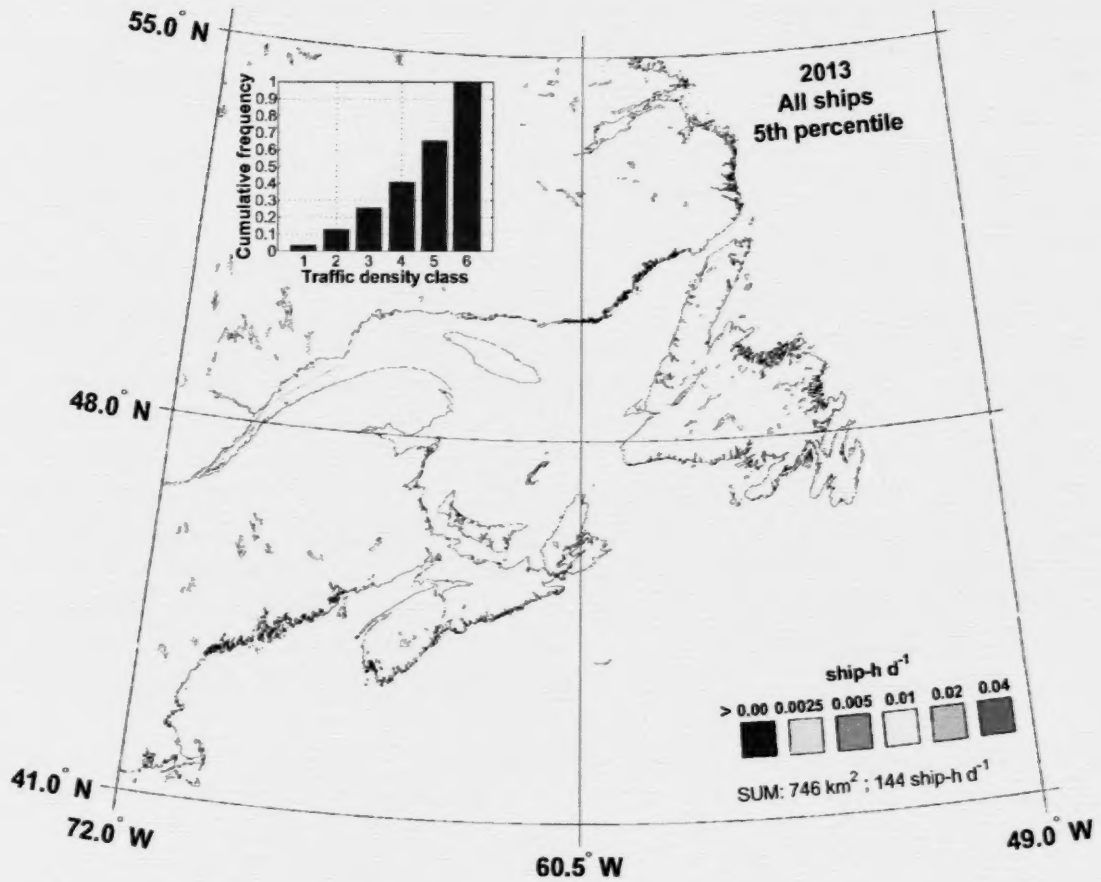 55.0° N
2013
All ships
5th percentile
Cumulative frequency
1
0.9
0.8
0.7
0.6
0.5
0.4
0.3
0.2
0.1
0
1 2 3 4 5 6
Traffic density class
48.0° N
ship-h d⁻¹
> 0.00 0.0025 0.005 0.01 0.02 0.04
SUM: 746 km² ; 144 ship-h d⁻¹
41.0° N
72.0° W
60.5° W
49.0° W